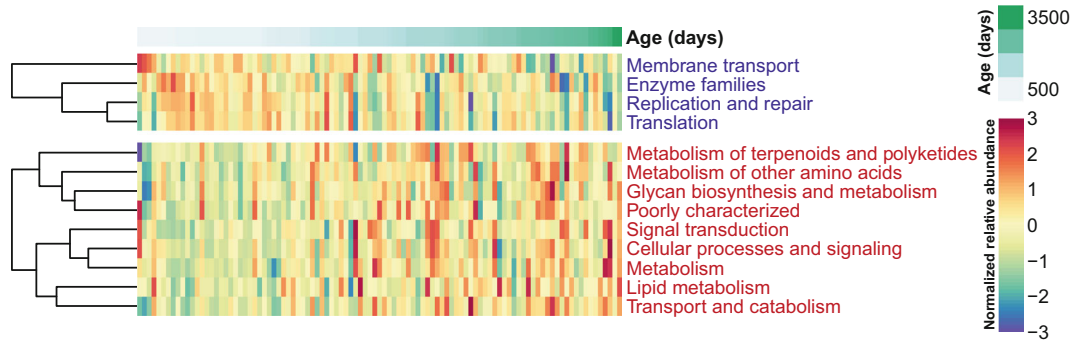 Age (days)
Membrane transport
Enzyme families
Replication and repair
Translation
Metabolism of terpenoids and polyketides
Metabolism of other amino acids
Glycan biosynthesis and metabolism
Poorly characterized
Signal transduction
Cellular processes and signaling
Metabolism
Lipid metabolism
Transport and catabolism
Age (days)
3500
500
Normalized relative abundance
3
2
1
0
−1
−2
−3